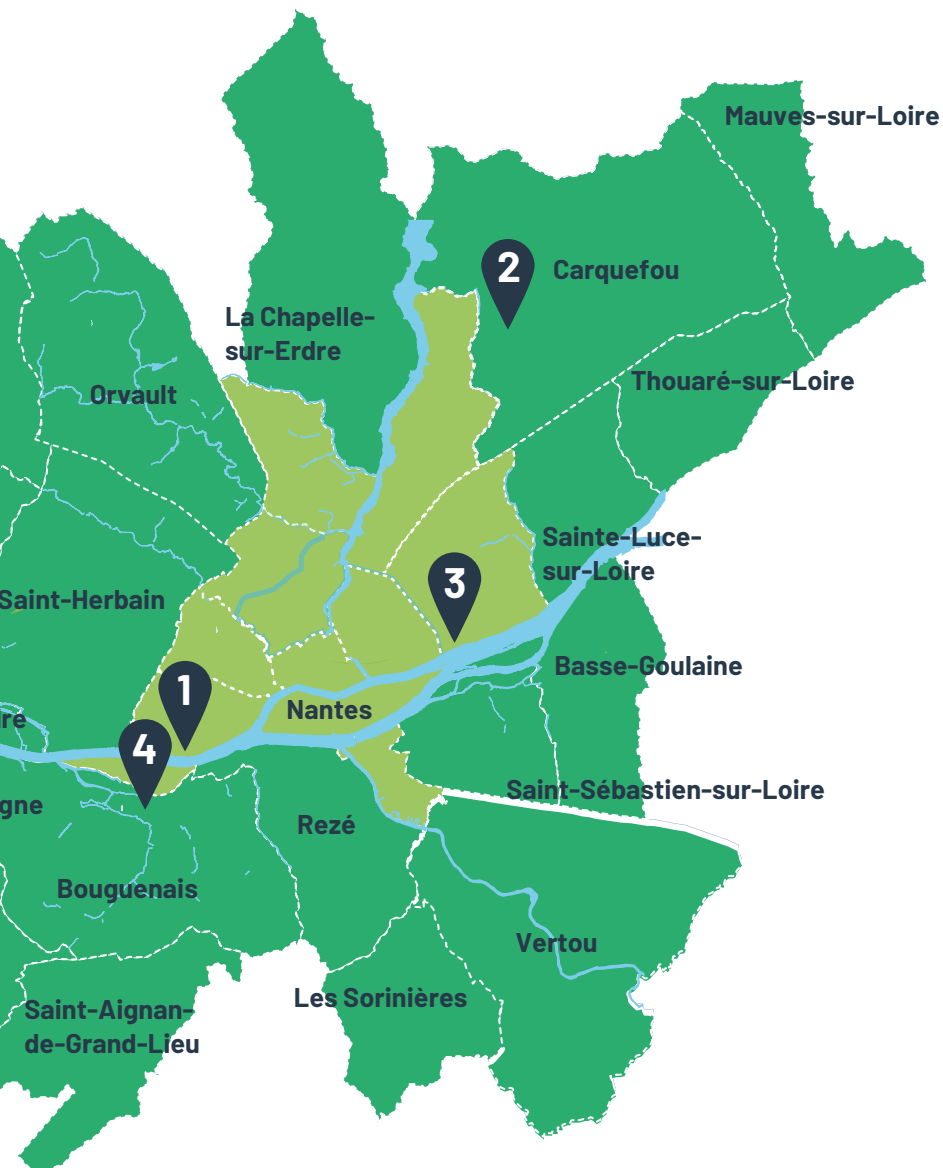 Mauves-sur-Loire
2
Carquefou
La Chapelle-
sur-Erdre
Thouaré-sur-Loire
Orvault
Sainte-Luce-
sur-Loire
3
Saint-Herbain
Basse-Goulaine
1
Nantes
re
4
Saint-Sébastien-sur-Loire
gne
Rezé
Bouguenais
Vertou
Les Sorinières
Saint-Aignan-
de-Grand-Lieu